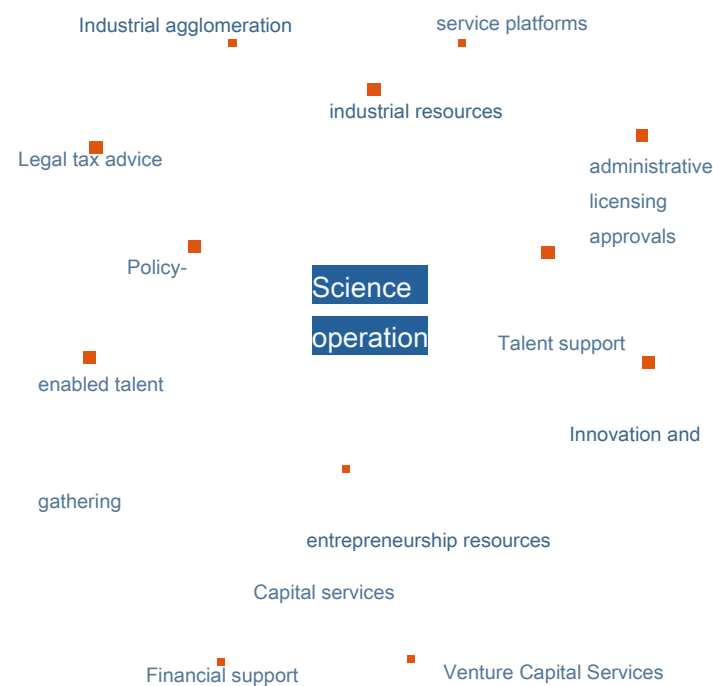 Industrial agglomeration
service platforms
industrial resources
Legal tax advice
administrative
licensing
approvals
Policy-
Science
operation
Talent support
enabled talent
Innovation and
gathering
entrepreneurship resources
Capital services
Financial support
Venture Capital Services